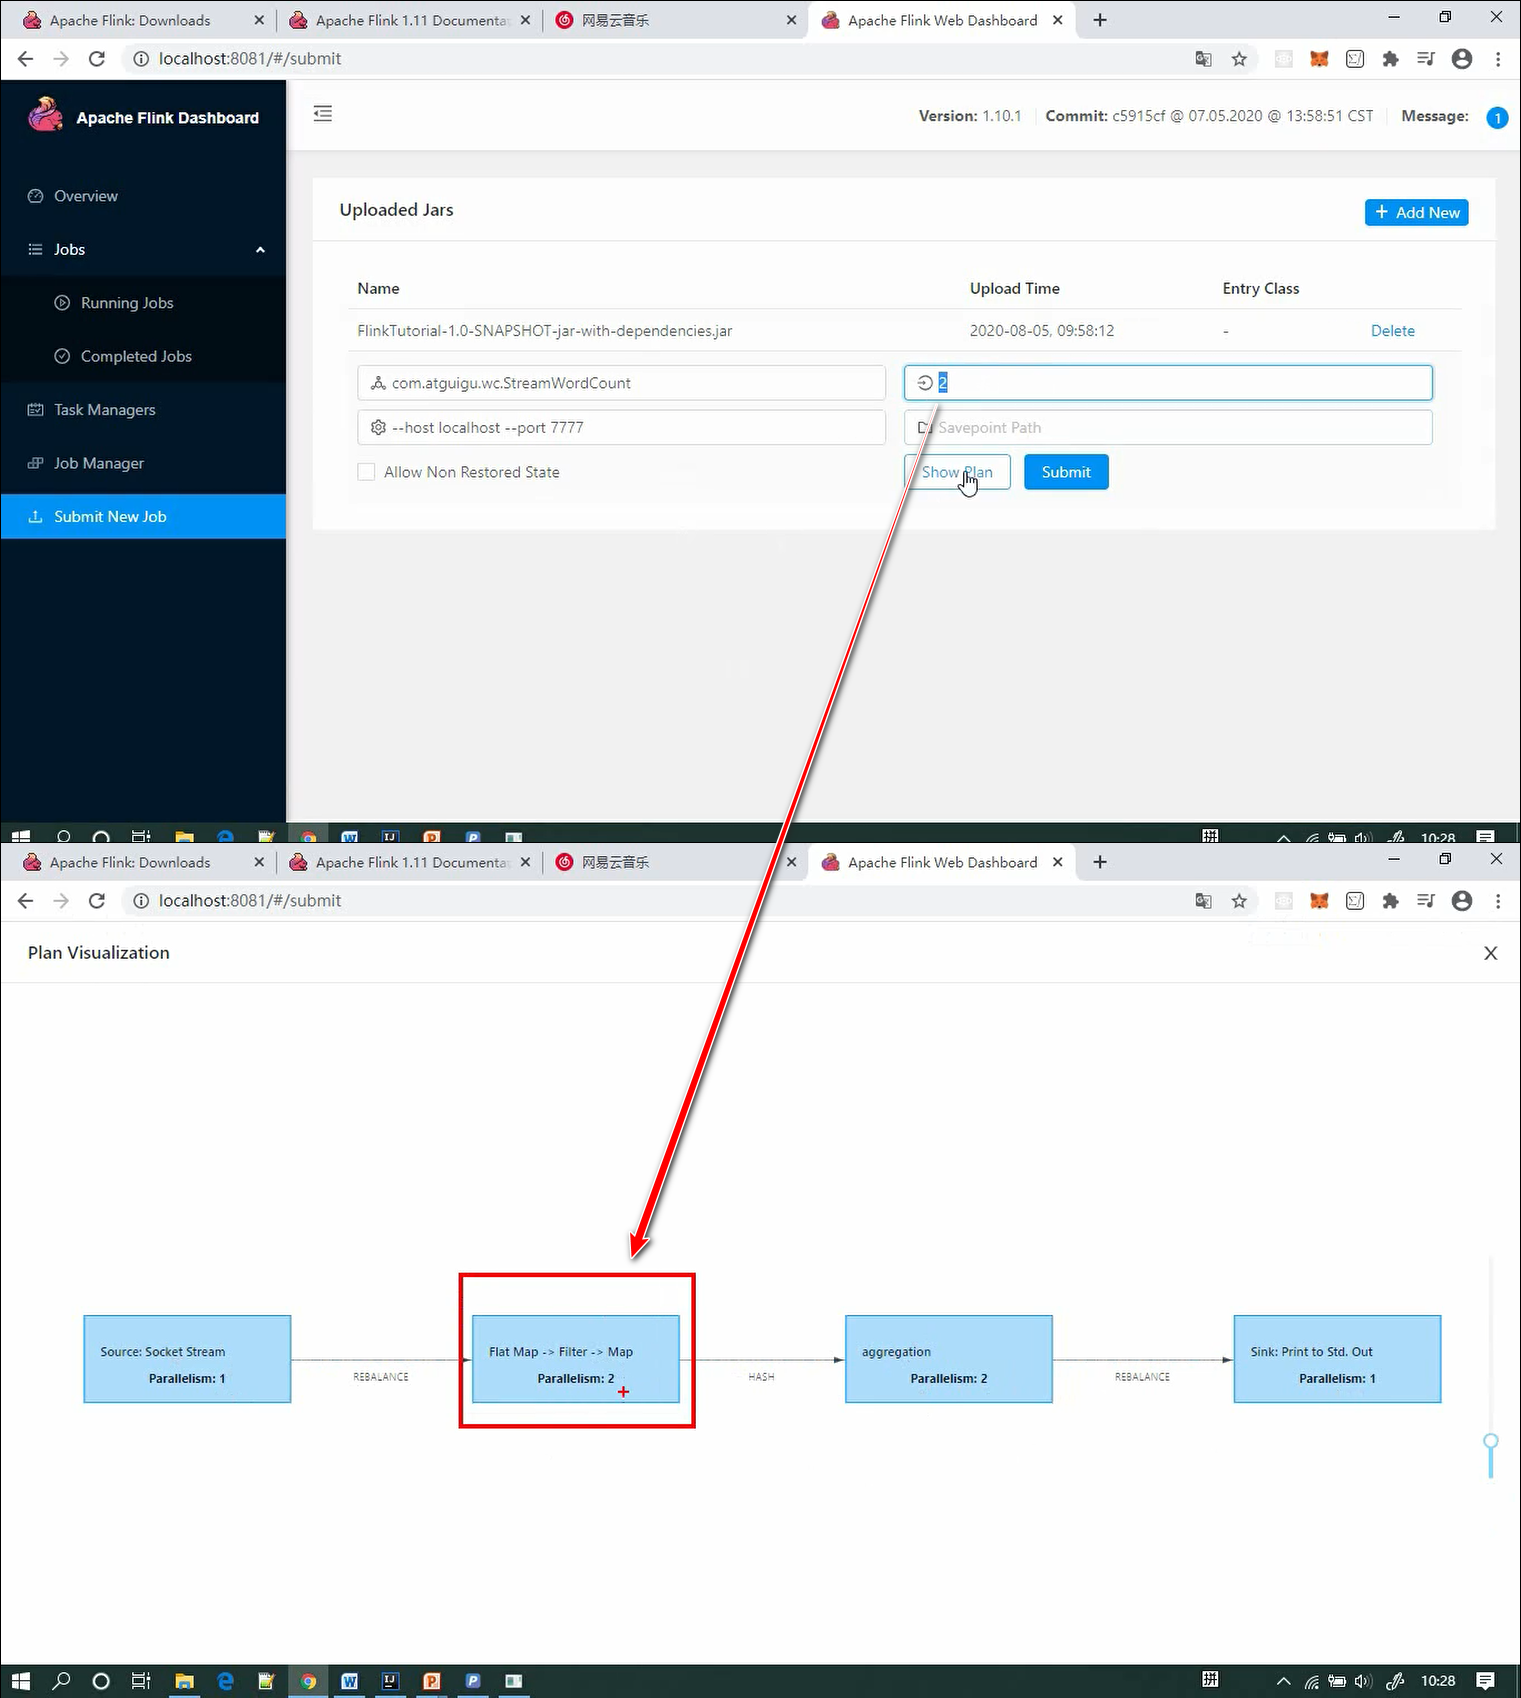 Apache Flink: Downloads
Apache Flink 1.11 Documenta
网易云音乐
Apache Flink Web Dashboard
localhost:8081/#/submit
Apache Flink Dashboard
Version: 1.10.1
Commit: c5915cf @ 07.05.2020 @ 13:58:51 CST
Message: 1
Overview
Jobs
Running Jobs
Completed Jobs
Task Managers
Job Manager
Submit New Job
Uploaded Jars
+ Add New
Name
Upload Time
Entry Class
FlinkTutorial-1.0-SNAPSHOT-jar-with-dependencies.jar
2020-08-05, 09:58:12
-
Delete
com.atguigu.wc.StreamWordCount
2
--host localhost --port 7777
Savepoint Path
Allow Non Restored State
Show Plan
Submit
拼
10:28
Apache Flink: Downloads
Apache Flink 1.11 Documenta
网易云音乐
Apache Flink Web Dashboard
localhost:8081/#/submit
Plan Visualization
X
Source: Socket Stream
Parallelism: 1
REBALANCE
Flat Map -> Filter -> Map
Parallelism: 2
HASH
aggregation
Parallelism: 2
REBALANCE
Sink: Print to Std. Out
Parallelism: 1
拼
10:28